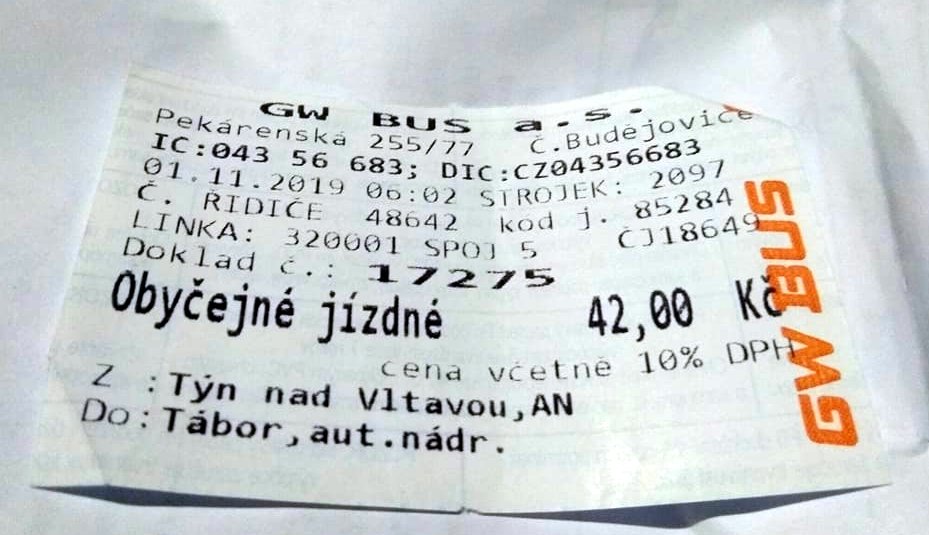 GW BUS a.s.
Pekárenská 255/77 Č.Budějovice
IC:043 56 683; DIC:CZ04356683
01.11.2019 06:02 STROJEK: 2097
Č. ŘIDIČE 48642 kód j. 85284
LINKA: 320001 SPOJ 5 ČJ18649
Doklad č.: 17275
Obyčejné jízdné 42,00 Kč
cena včetně 10% DPH
Z :Týn nad Vltavou,AN
Do:Tábor,aut.nádr.
GW BUS